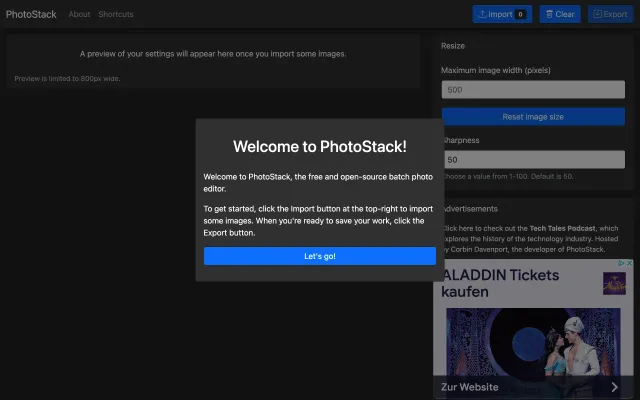 PhotoStack About Shortcuts Import 0 Clear Export
A preview of your settings will appear here once you import some images.
Preview is limited to 800px wide.
Resize
Maximum image width (pixels)
500
Reset image size
Sharpness
50
Choose a value from 1-100. Default is 50.
Welcome to PhotoStack!
Welcome to PhotoStack, the free and open-source batch photo
editor.
To get started, click the Import button at the top-right to import
some images. When you're ready to save your work, click the
Export button.
Let's go!
Advertisements
Click here to check out the Tech Tales Podcast, which
explores the history of the technology industry. Hosted
by Corbin Davenport, the developer of PhotoStack.
ALADDIN Tickets
kaufen
Zur Website